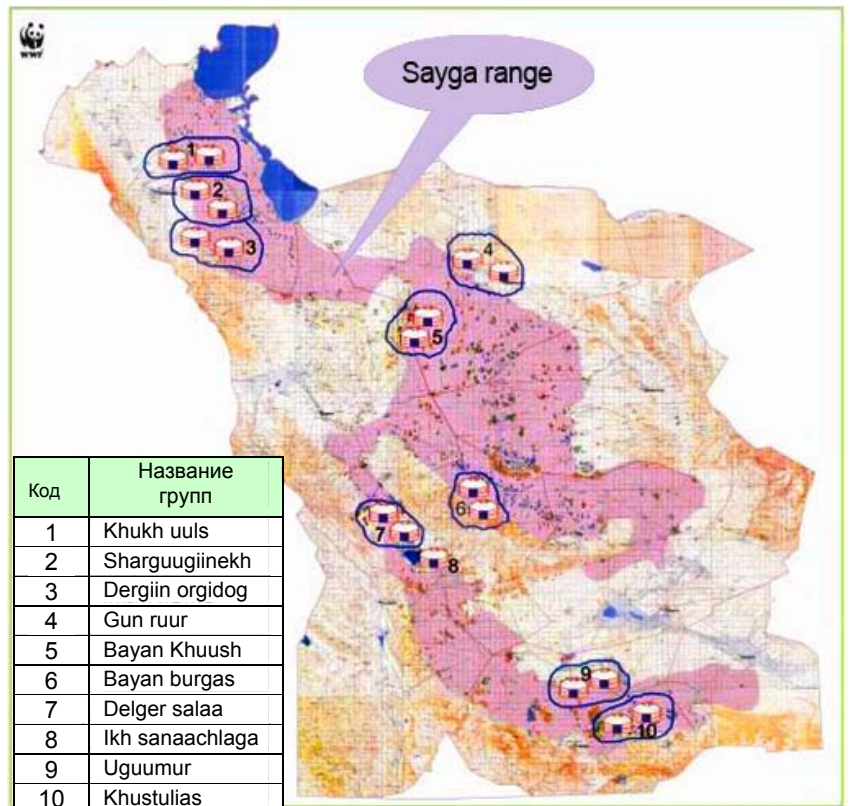 WWF
Sayga range
1
2
3
4
5
6
7
8
9
10
Код Название групп
1 Khukh uuls
2 Sharguugiinekh
3 Dergiin orgidog
4 Gun ruur
5 Bayan Khuush
6 Bayan burgas
7 Delger salaa
8 Ikh sanaachlaga
9 Uguumur
10 Khustulias